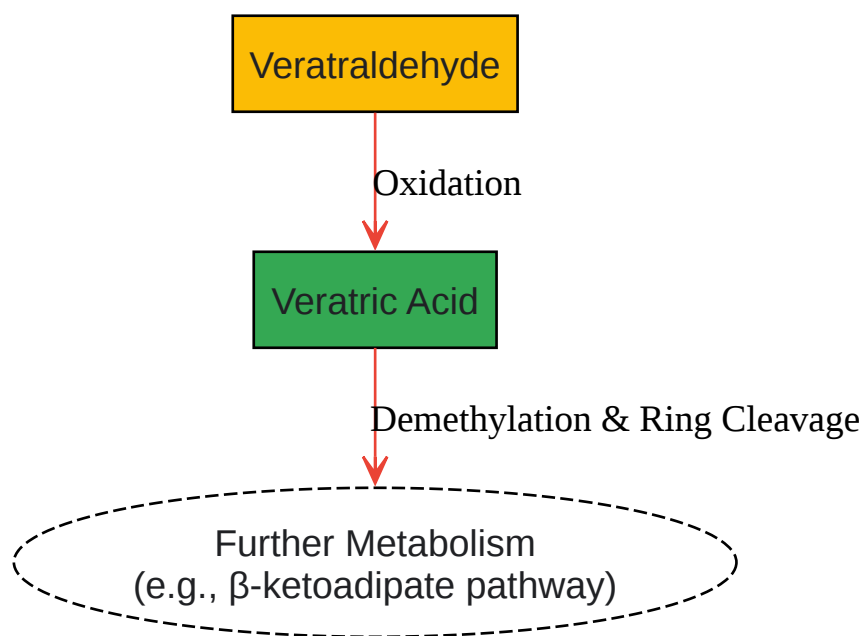 Veratraldehyde
Oxidation
Veratric Acid
Demethylation & Ring Cleavage
Further Metabolism
(e.g., β-ketoadipate pathway)